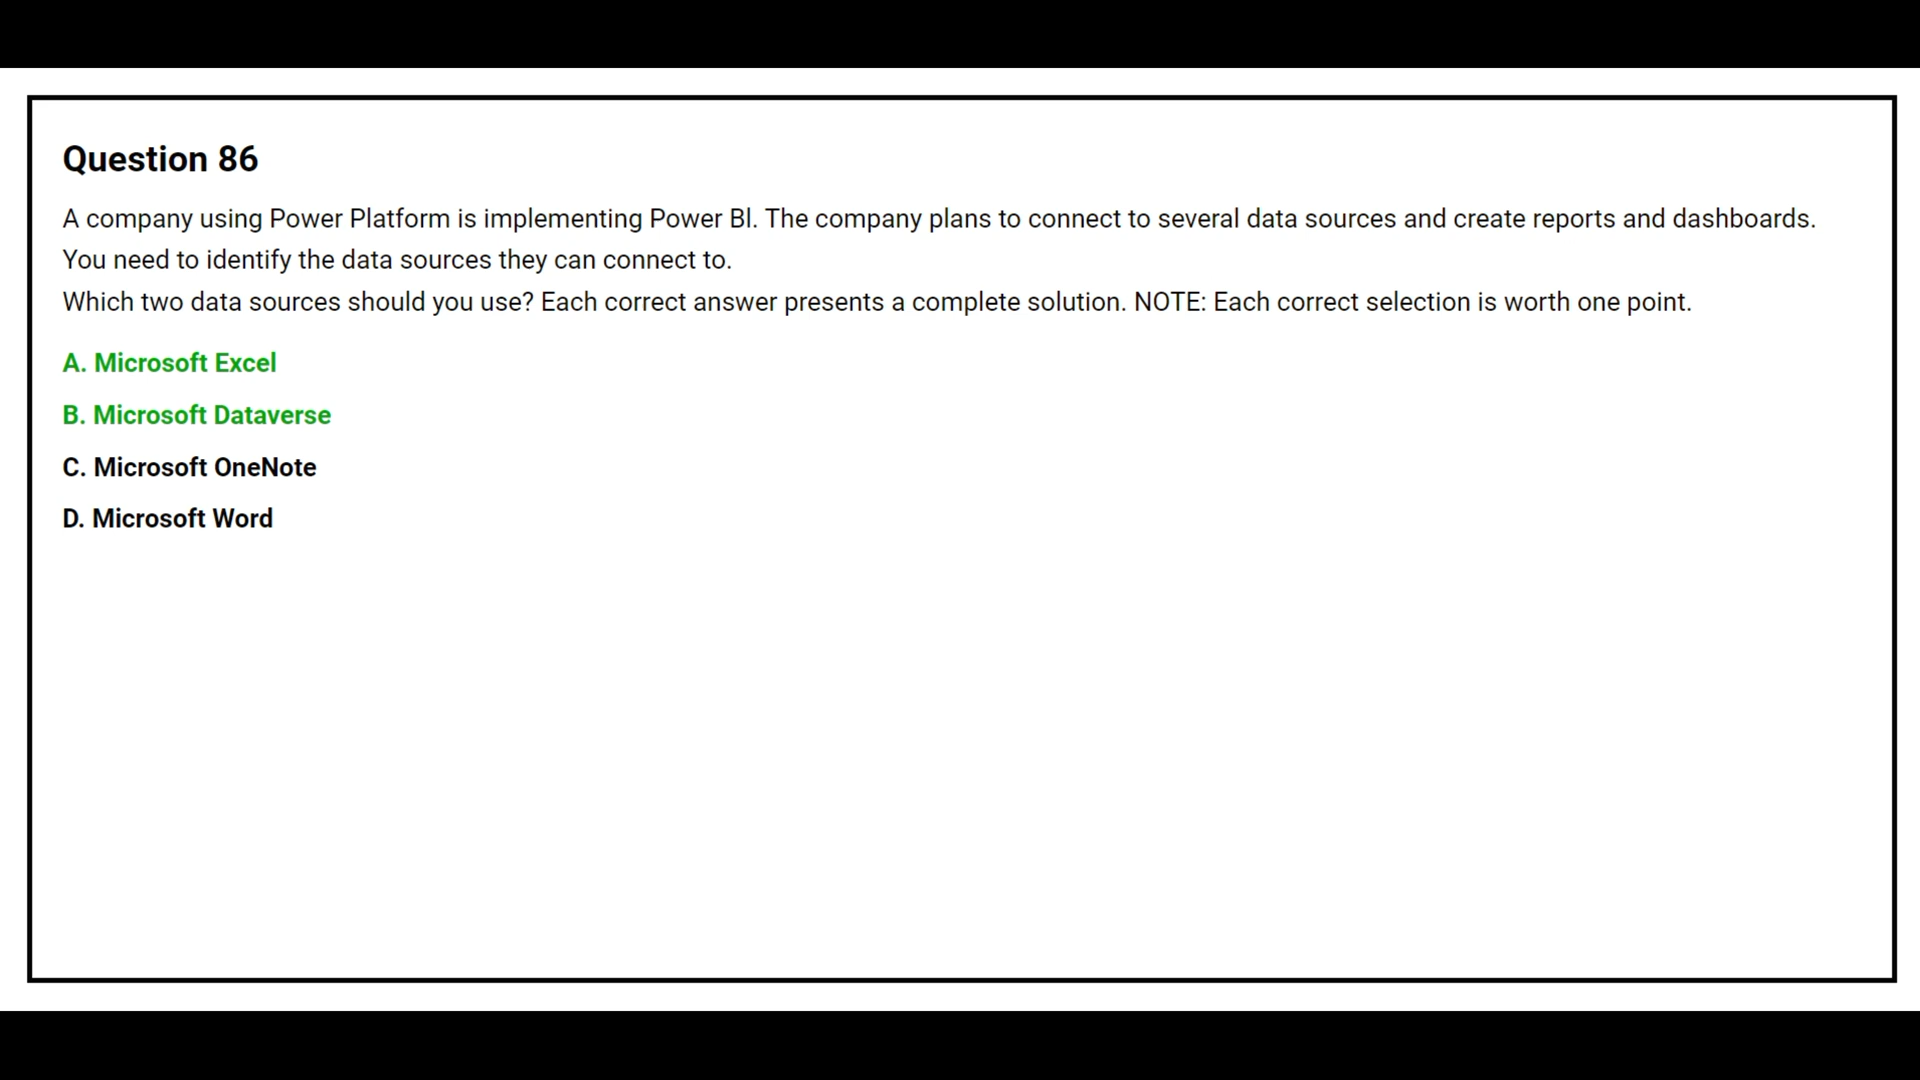 Question 86
A company using Power Platform is implementing Power Bl. The company plans to connect to several data sources and create reports and dashboards.
You need to identify the data sources they can connect to.
Which two data sources should you use? Each correct answer presents a complete solution. NOTE: Each correct selection is worth one point.
A. Microsoft Excel
B. Microsoft Dataverse
C. Microsoft OneNote
D. Microsoft Word